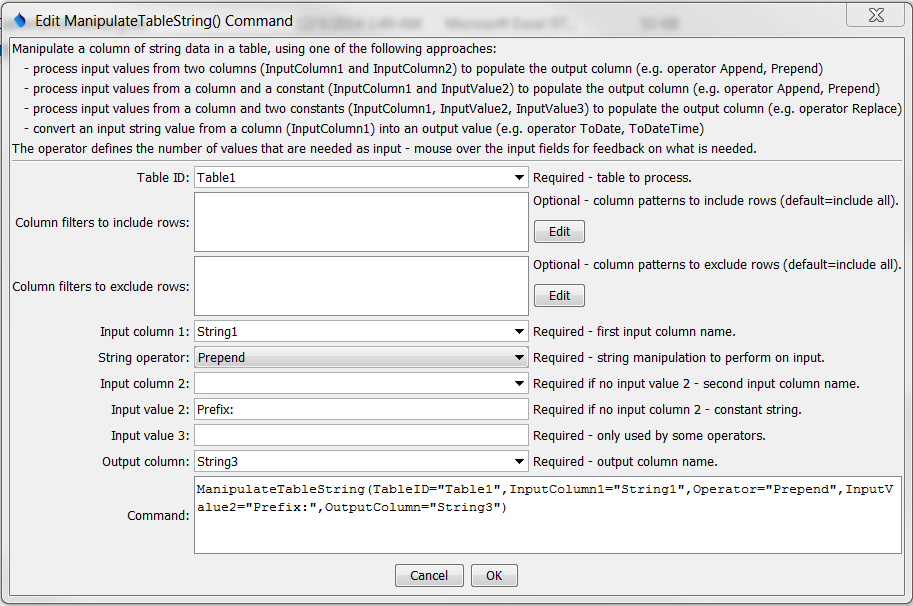 Edit ManipulateTableString() Command
Manipulate a column of string data in a table, using one of the following approaches:
- process input values from two columns (InputColumn1 and InputColumn2) to populate the output column (e.g. operator Append, Prepend)
- process input values from a column and a constant (InputColumn1 and InputValue2) to populate the output column (e.g. operator Append, Prepend)
- process input values from a column and two constants (InputColumn1, InputValue2, InputValue3) to populate the output column (e.g. operator Replace)
- convert an input string value from a column (InputColumn1) into an output value (e.g. operator ToDate, ToDateTime)
The operator defines the number of values that are needed as input - mouse over the input fields for feedback on what is needed.
Table ID: Table1 Required - table to process.
Optional - column patterns to include rows (default=include all).
Column filters to include rows: Edit
Optional - column patterns to exclude rows (default=include all).
Column filters to exclude rows: Edit
Input column 1: String1 Required - first input column name.
String operator: Prepend Required - string manipulation to perform on input.
Input column 2: Required if no input value 2 - second input column name.
Input value 2: Prefix: Required if no input column 2 - constant string.
Input value 3: Required - only used by some operators.
Output column: String3 Required - output column name.
ManipulateTableString(TableID="Table1",InputColumn1="String1",Operator="Prepend",InputV
alue2="Prefix:",OutputColumn="String3")
Command:
Cancel OK